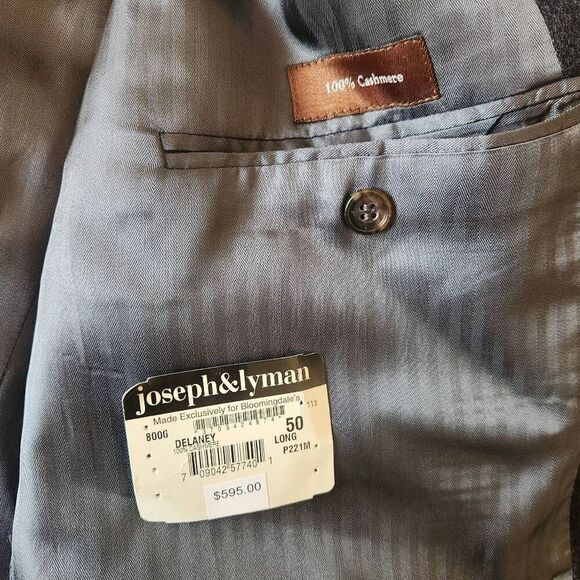 100% Cashmere
joseph&lyman
Made Exclusively for Bloomingdale's
113
800G
DELANEY
50
100% CASHMERE
LONG
P221M
7 09042 57740 1
$595.00